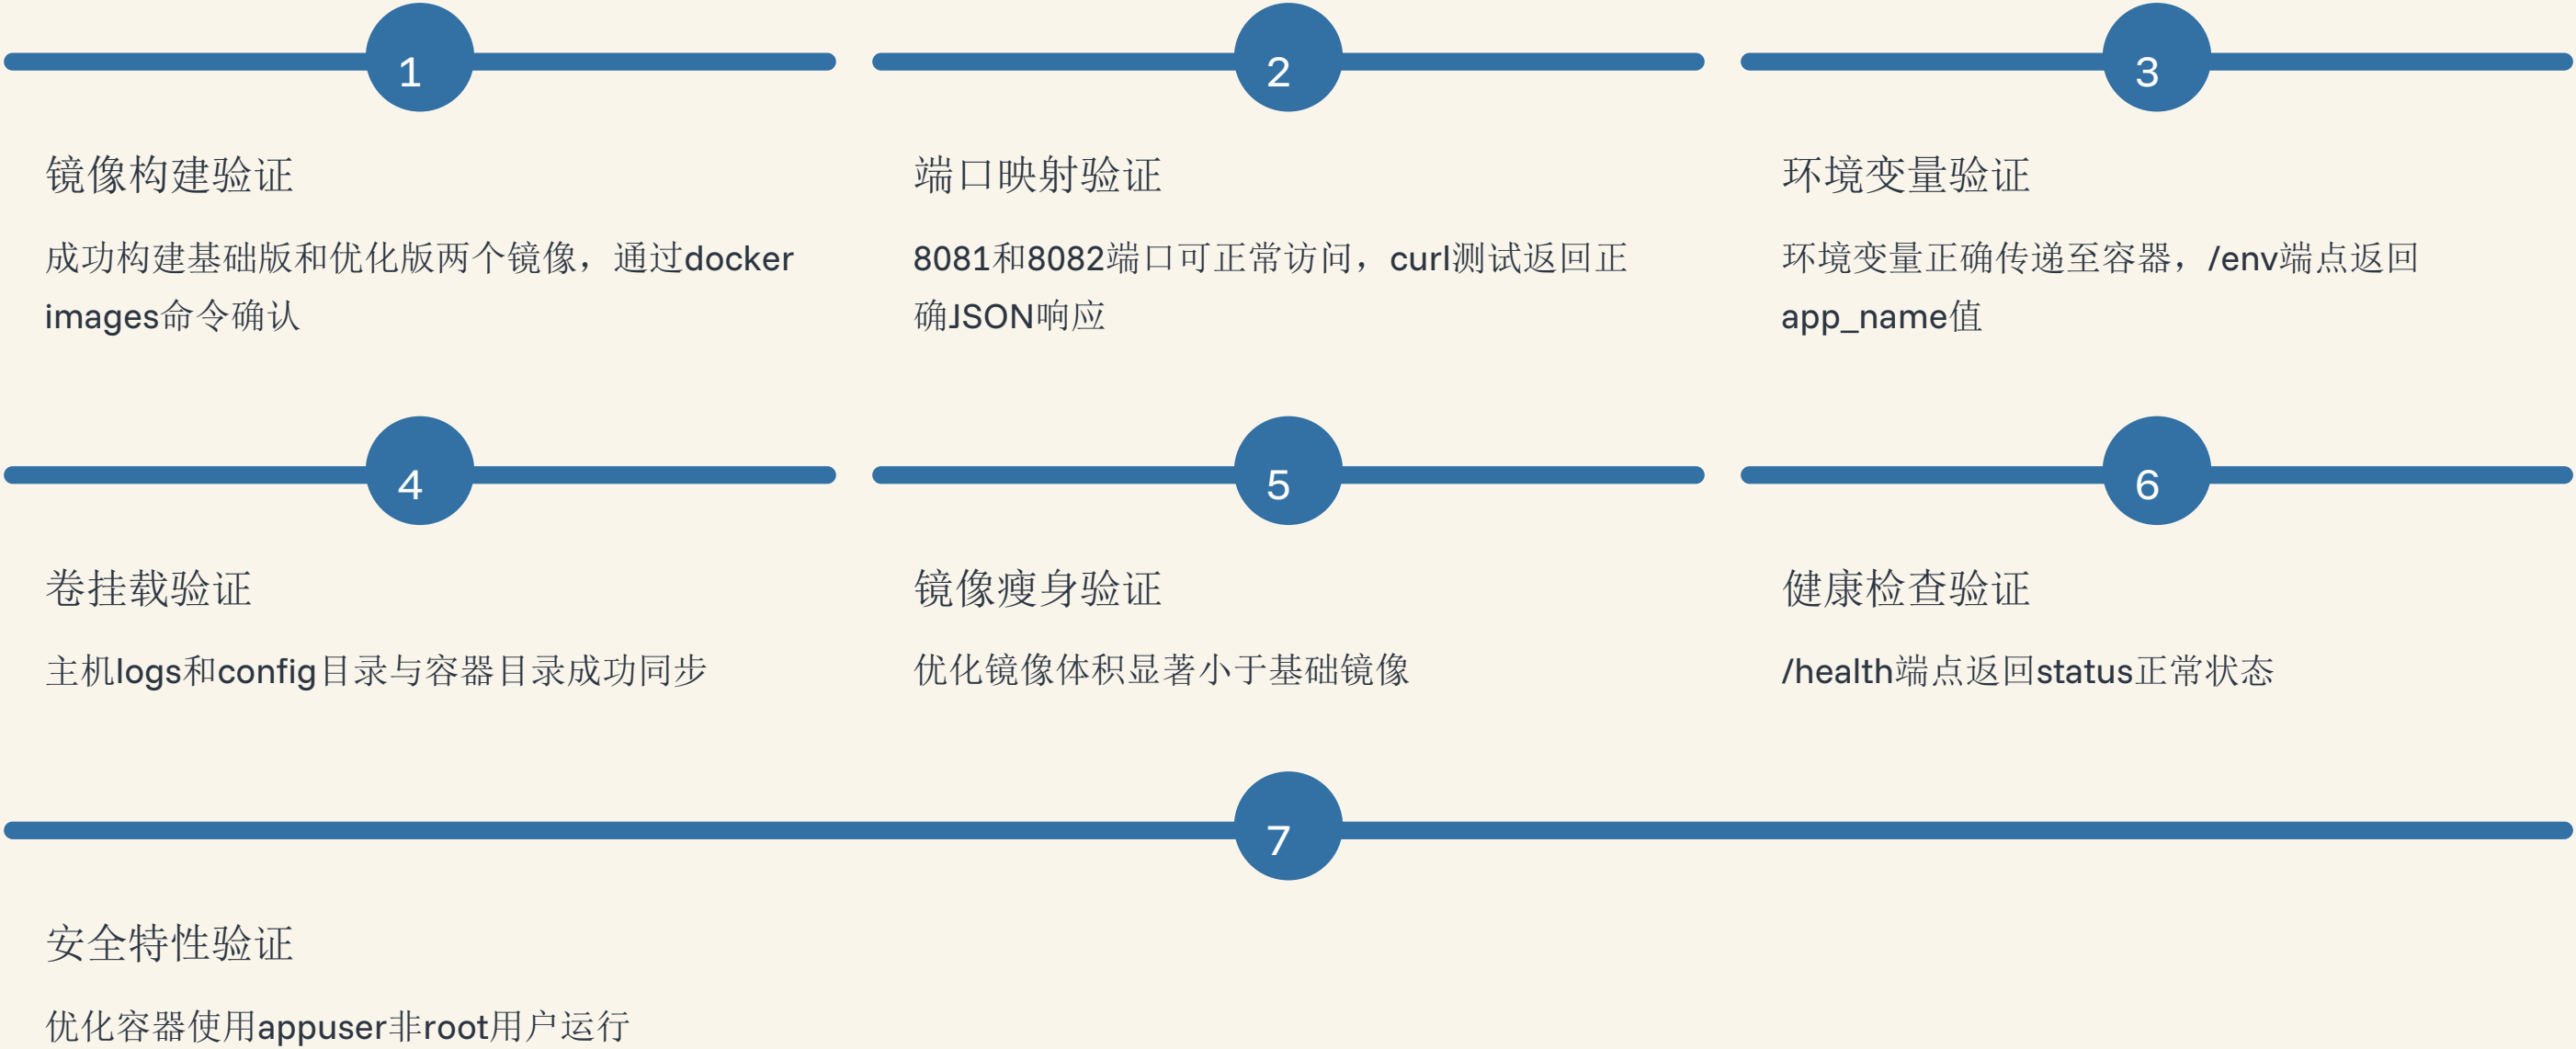 1
镜像构建验证
成功构建基础版和优化版两个镜像，通过docker
images命令确认
2
端口映射验证
8081和8082端口可正常访问，curl测试返回正
确JSON响应
3
环境变量验证
环境变量正确传递至容器，/env端点返回
app_name值
4
卷挂载验证
主机logs和config目录与容器目录成功同步
5
镜像瘦身验证
优化镜像体积显著小于基础镜像
6
健康检查验证
/health端点返回status正常状态
7
安全特性验证
优化容器使用appuser非root用户运行